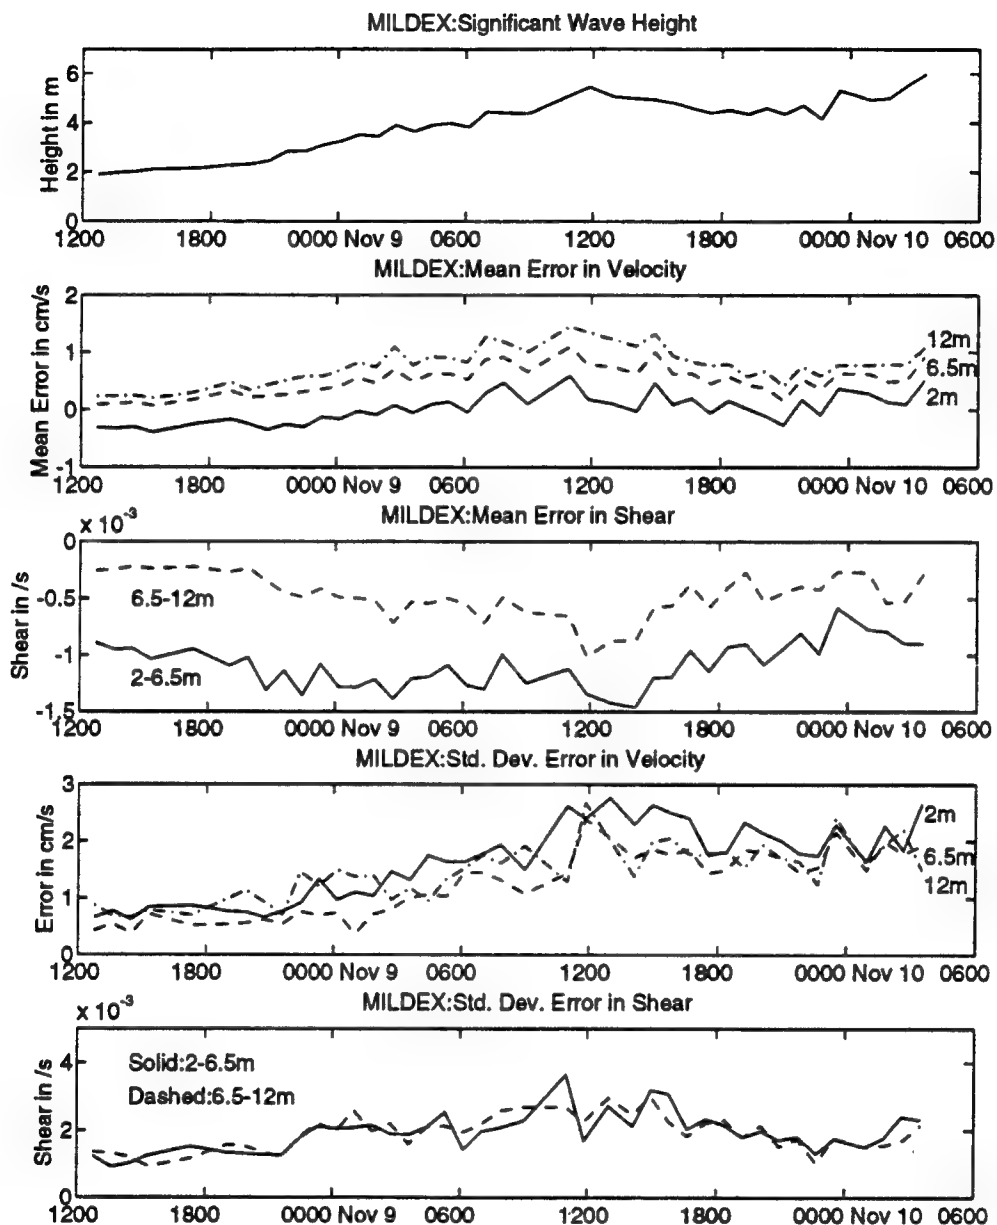 MILDEX:Significant Wave Height
Height in m
6
4
2
0
1200 1800 0000 Nov 9 0600 1200 1800 0000 Nov 10 0600
MILDEX:Mean Error in Velocity
Mean Error in cm/s
2
1
0
-1
12m
6.5m
2m
1200 1800 0000 Nov 9 0600 1200 1800 0000 Nov 10 0600
x 10-3
MILDEX:Mean Error in Shear
Shear in /s
0
-0.5
-1
-1.5
6.5-12m
2-6.5m
1200 1800 0000 Nov 9 0600 1200 1800 0000 Nov 10 0600
MILDEX:Std. Dev. Error in Velocity
Error in cm/s
3
2
1
0
2m
6.5m
12m
1200 1800 0000 Nov 9 0600 1200 1800 0000 Nov 10 0600
x 10-3
MILDEX:Std. Dev. Error in Shear
Shear in /s
4
2
0
Solid:2-6.5m
Dashed:6.5-12m
1200 1800 0000 Nov 9 0600 1200 1800 0000 Nov 10 0600